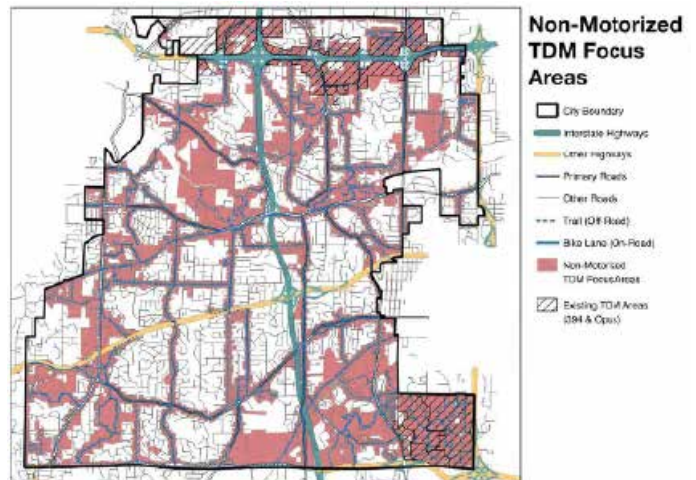 Non-Motorized
TDM Focus
Areas
City Boundary
Interstate Highways
Other Highways
Primary Roads
Other Roads
Trail (Off-Road)
Bike Lane (On-Road)
Non-Motorized
TDM Focus Areas
Existing TDM Areas
(394 & Opus)